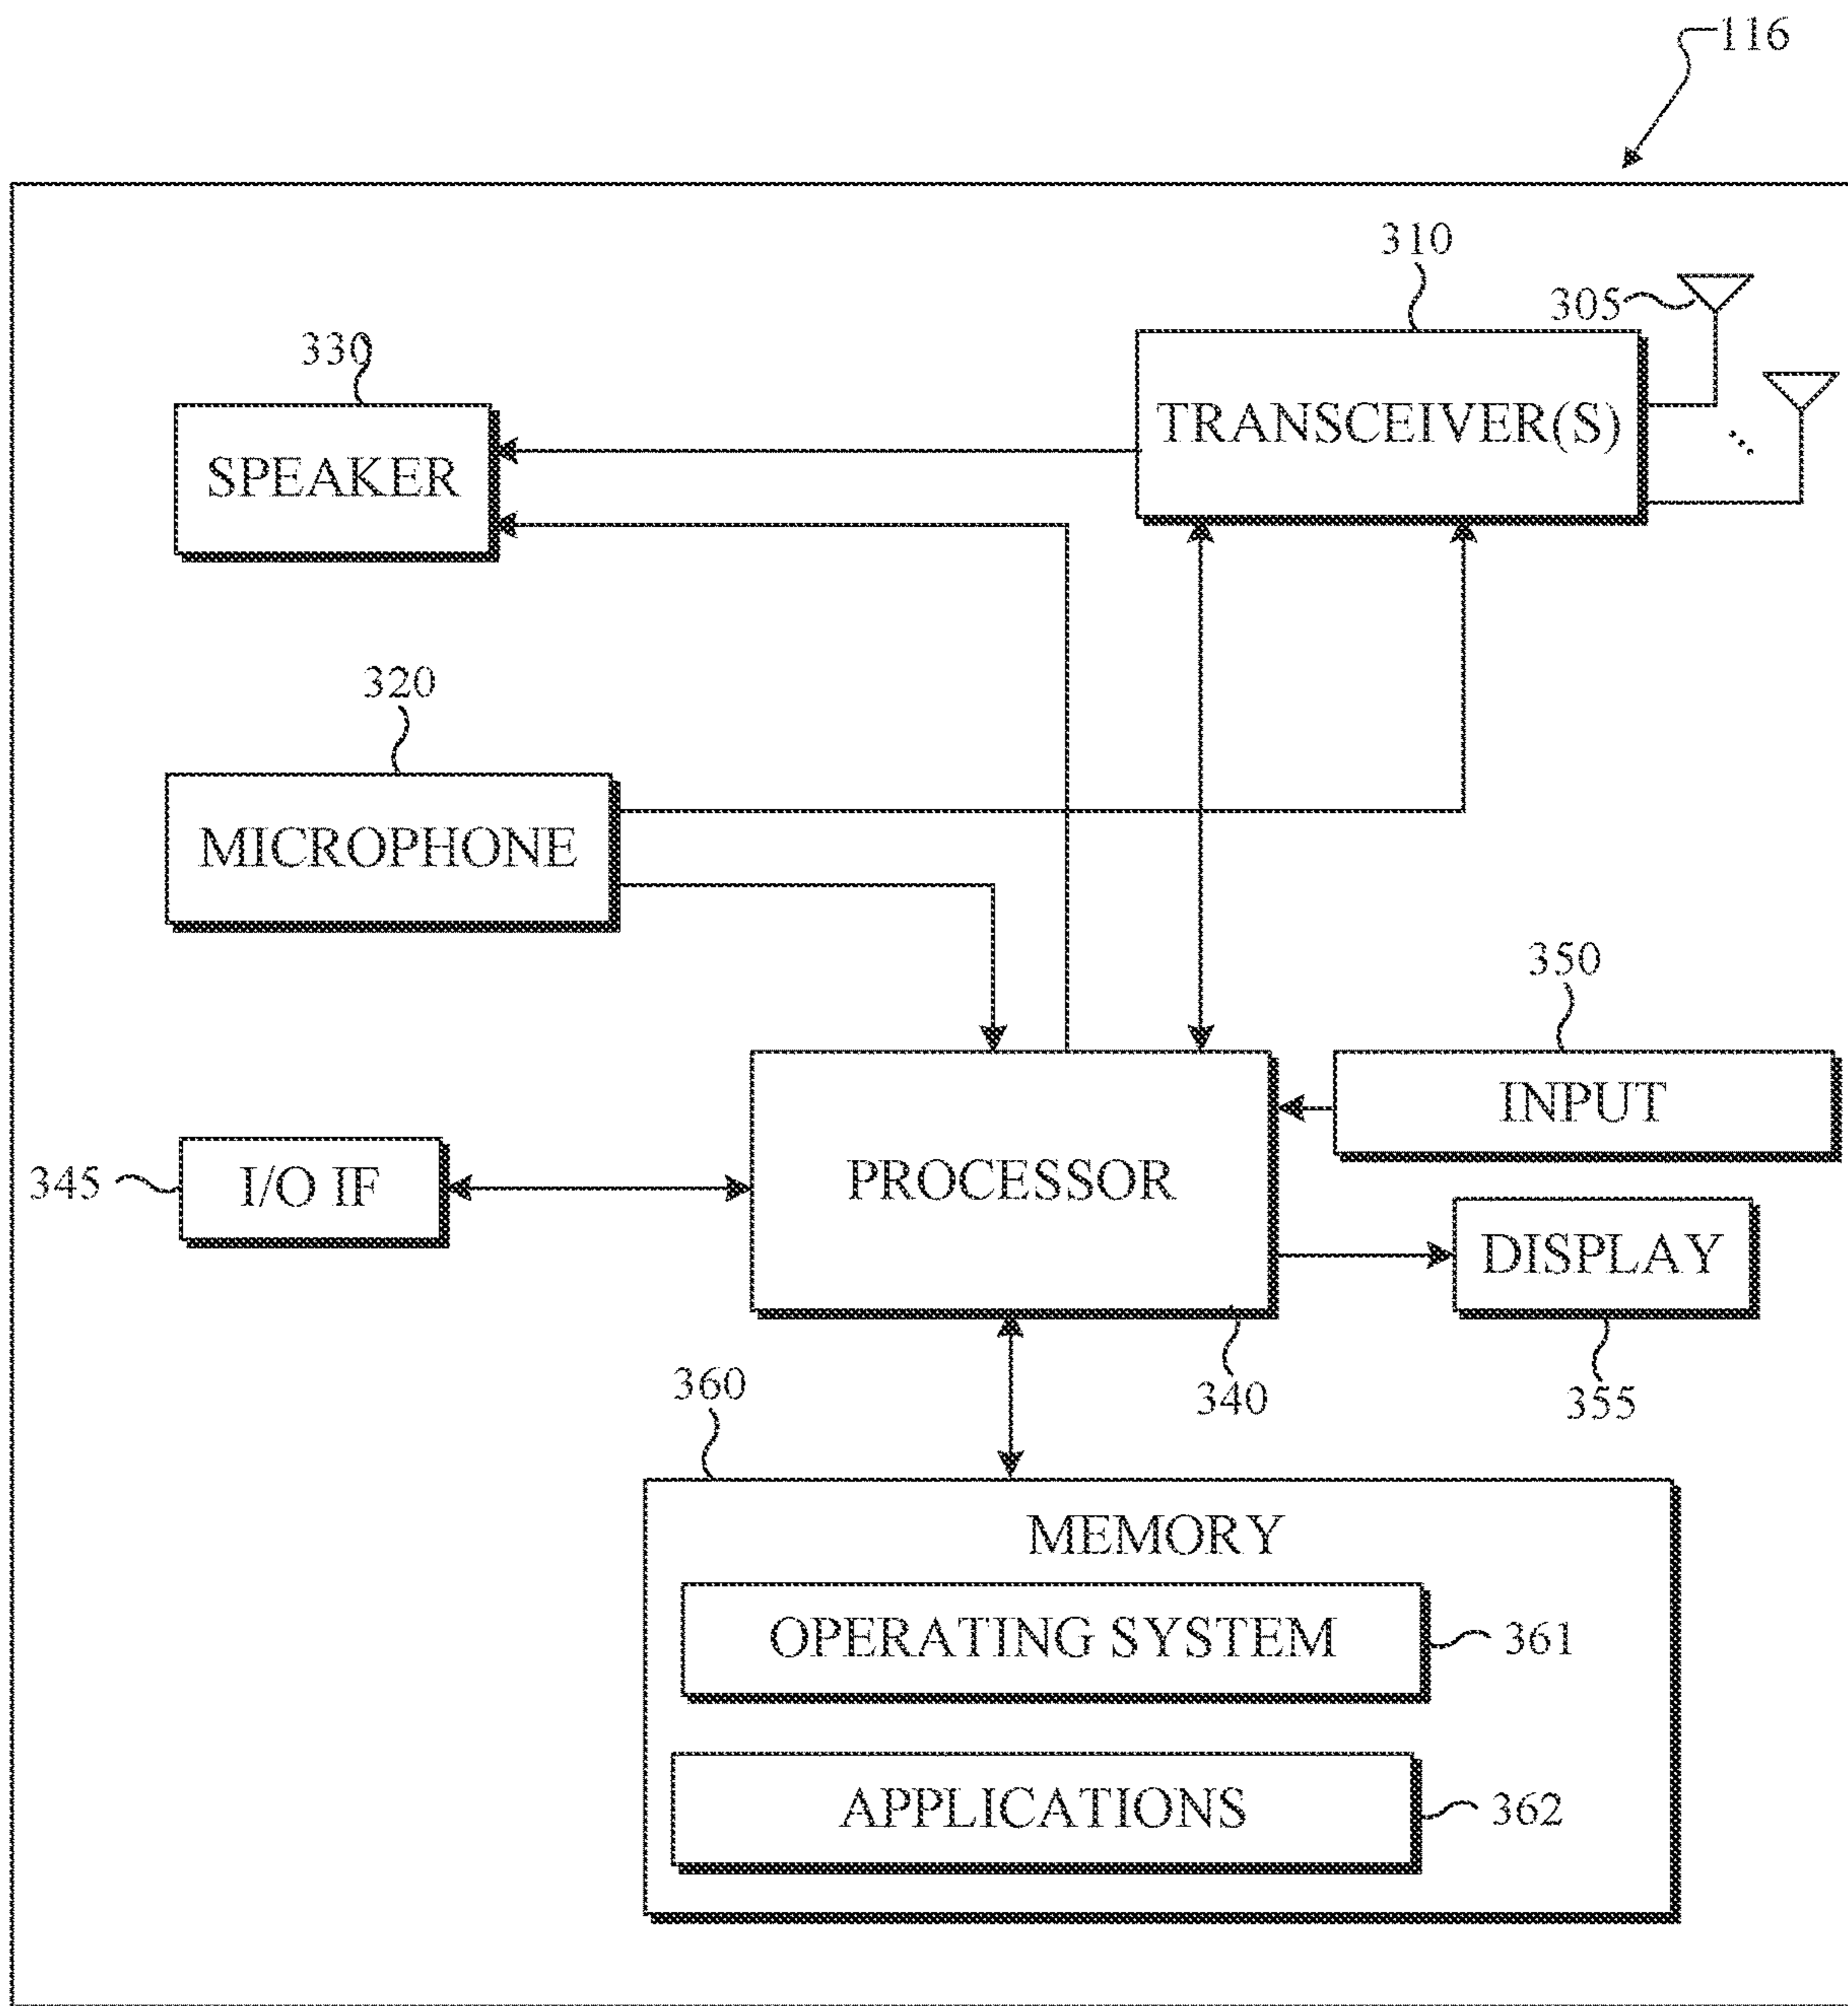 116
310
305
330
TRANSCEIVER(S)
SPEAKER
320
MICROPHONE
350
INPUT
345
I/O IF
PROCESSOR
DISPLAY
360
340
355
MEMORY
OPERATING SYSTEM
361
APPLICATIONS
362